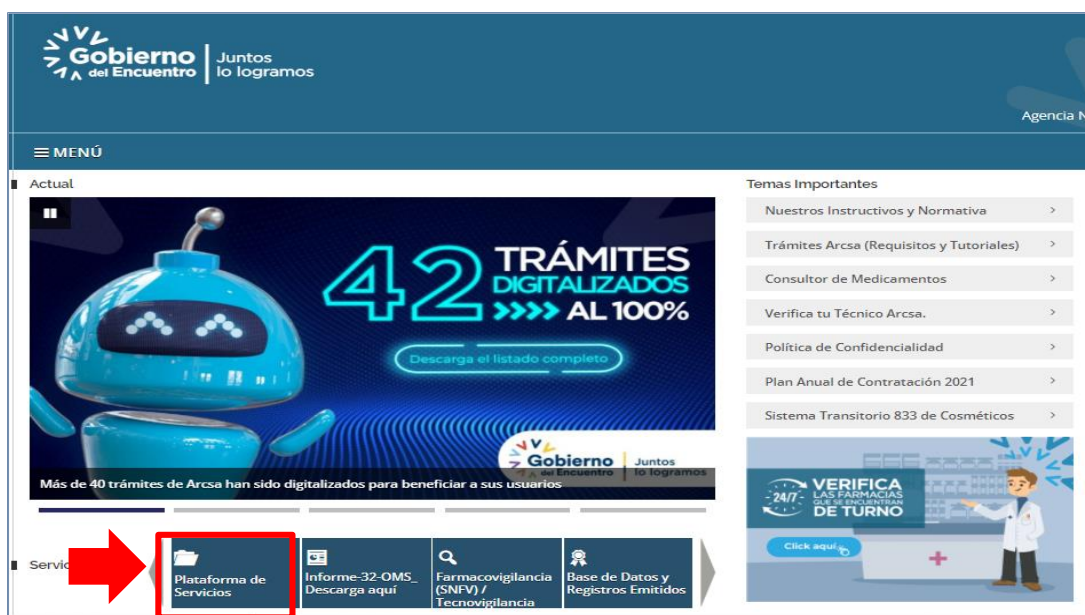 Gobierno
del Encuentro
Juntos
lo logramos
Agencia N
MENÚ
Actual
42
TRÁMITES
DIGITALIZADOS
>>>> AL 100%
Descarga el listado completo
Gobierno
del Encuentro
Juntos
lo logramos
Más de 40 trámites de Arcsa han sido digitalizados para beneficiar a sus usuarios
Temas Importantes
Nuestros Instructivos y Normativa >
Trámites Arcsa (Requisitos y Tutoriales) >
Consultor de Medicamentos >
Verifica tu Técnico Arcsa. >
Política de Confidencialidad >
Plan Anual de Contratación 2021 >
Sistema Transitorio 833 de Cosméticos >
24/7
VERIFICA
LAS FARMACIAS
QUE SE ENCUENTRAN
DE TURNO
Click aquí
Servic
Plataforma de
Servicios
Informe-32-OMS_
Descarga aquí
Farmacovigilancia
(SNFV) /
Tecnovigilancia
Base de Datos y
Registros Emitidos